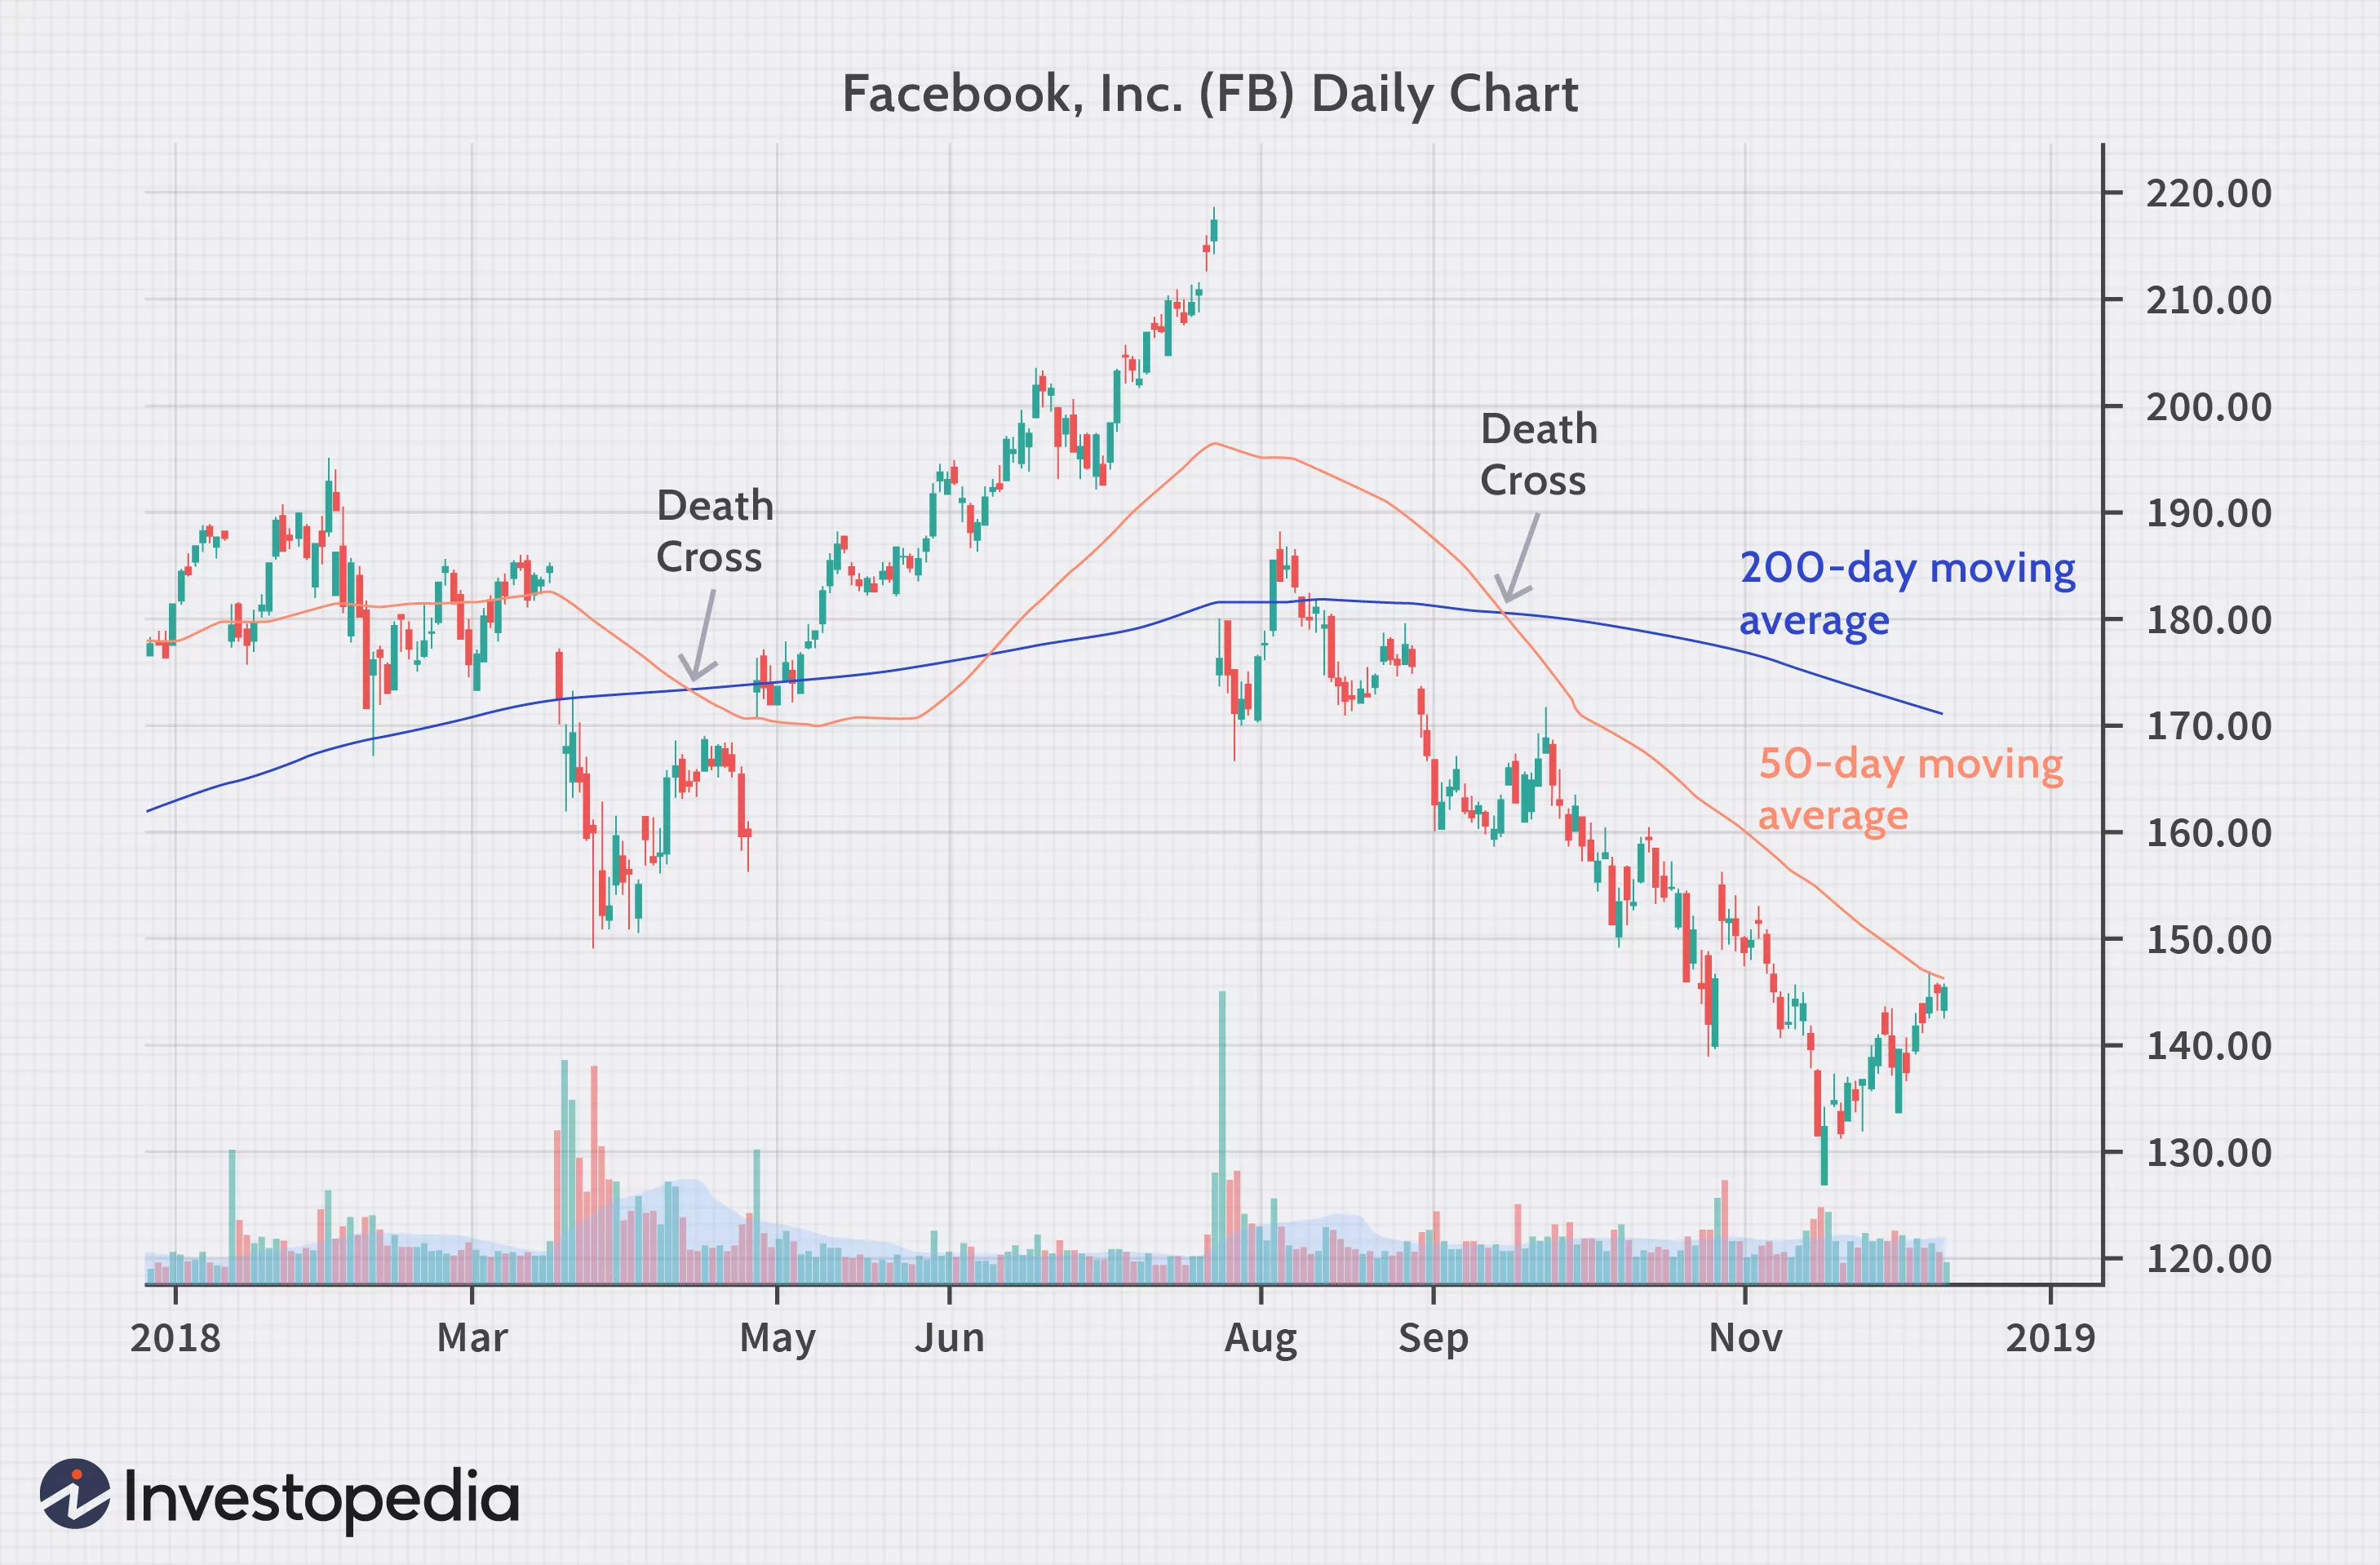 Facebook, Inc. (FB) Daily Chart
220.00
210.00
200.00
Death
Cross
190.00
Death
Cross
200-day moving
average
180.00
170.00
50-day moving
average
160.00
150.00
140.00
130.00
120.00
2018 Mar May Jun Aug Sep Nov 2019
Investopedia